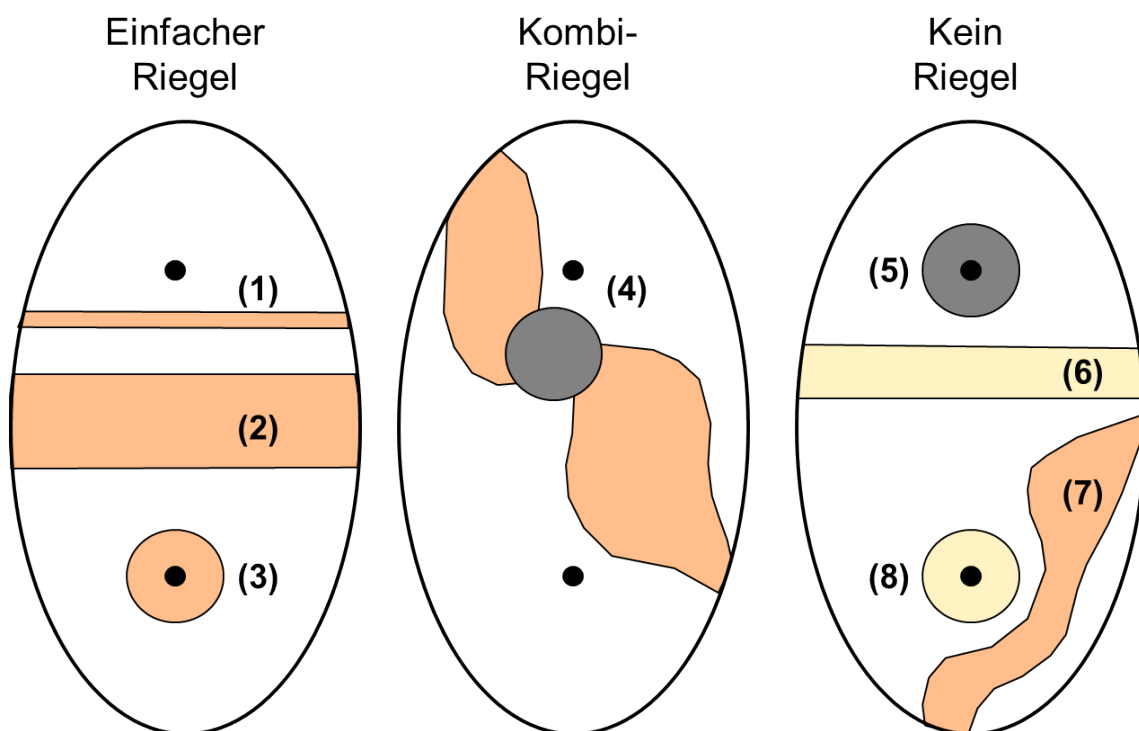 Einfacher
Riegel
Kombi-
Riegel
Kein
Riegel
(1)
(2)
(3)
(4)
(5)
(6)
(7)
(8)